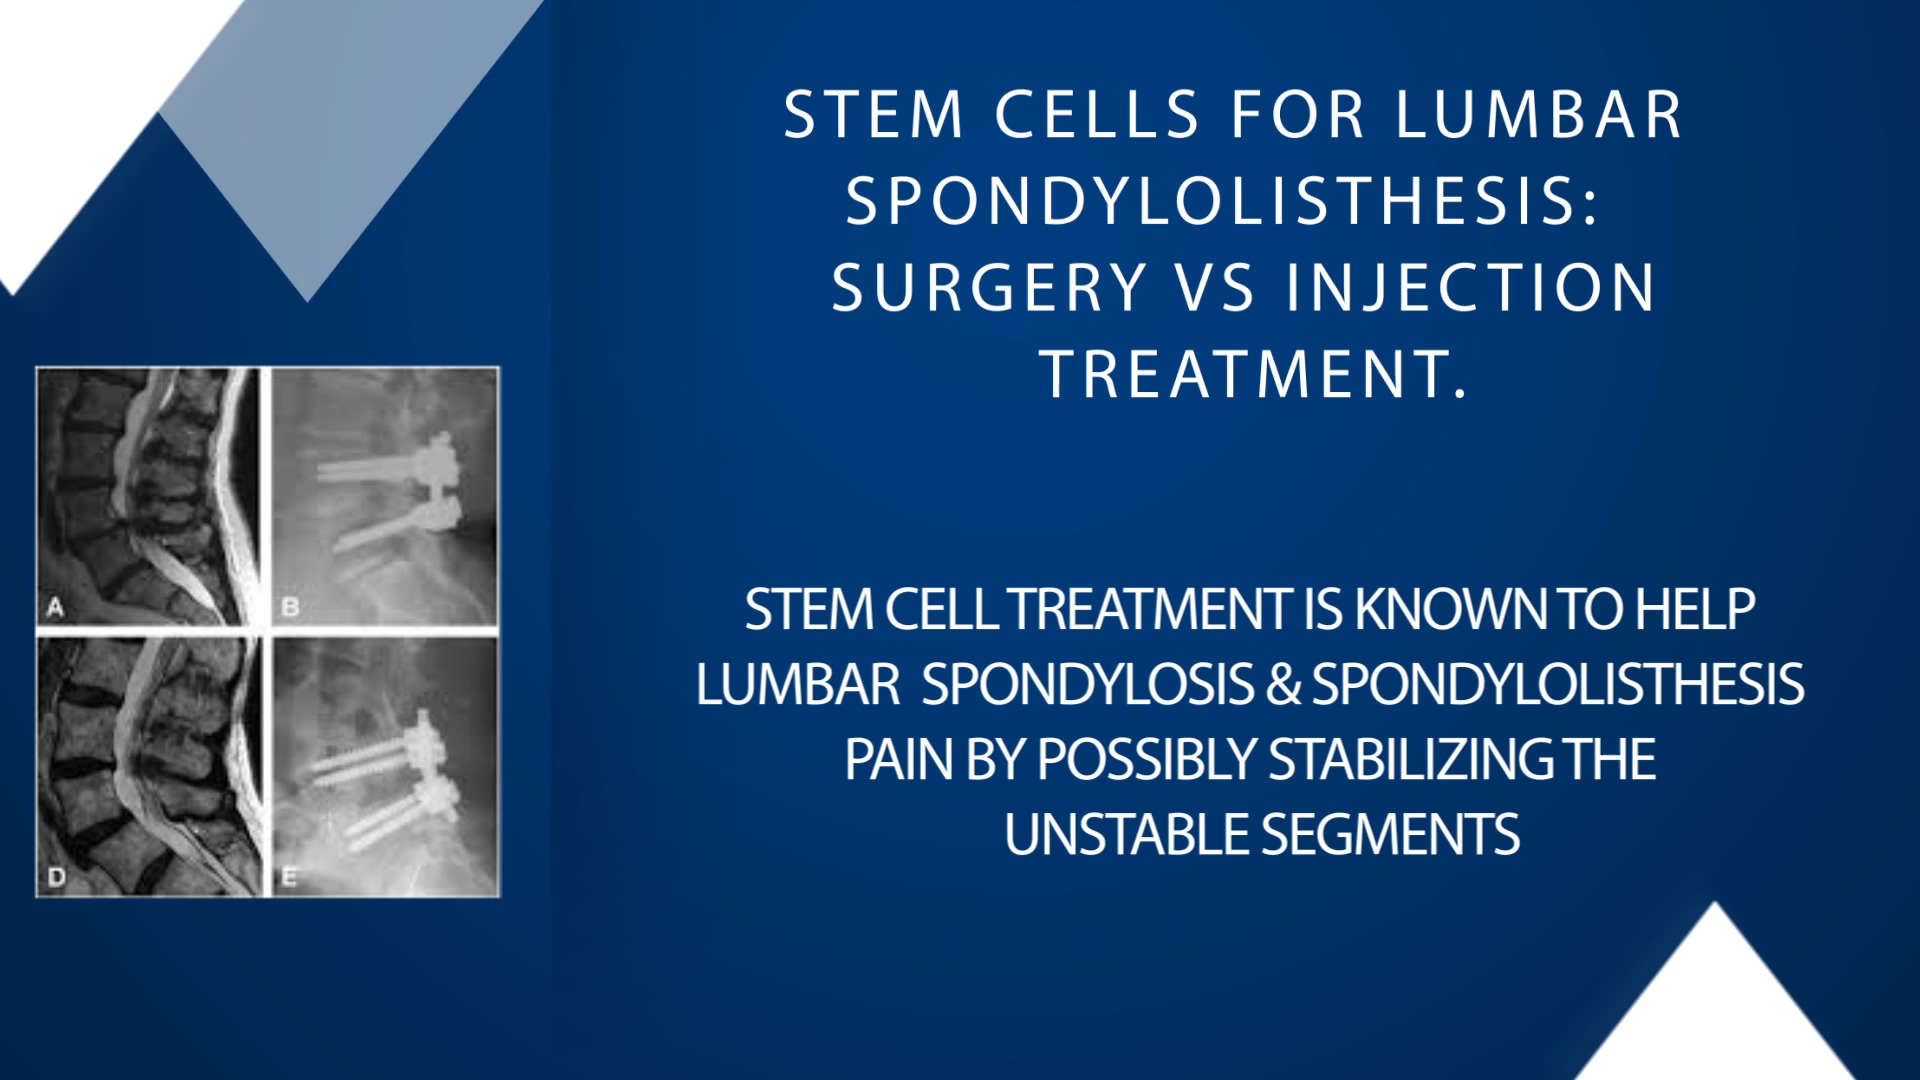 STEM CELLS FOR LUMBAR
SPONDYLOLISTHESIS:
SURGERY VS INJECTION
TREATMENT.
STEM CELL TREATMENT IS KNOWN TO HELP
LUMBAR SPONDYLOSIS & SPONDYLOLISTHESIS
PAIN BY POSSIBLY STABILIZING THE
UNSTABLE SEGMENTS
A
B
D
E